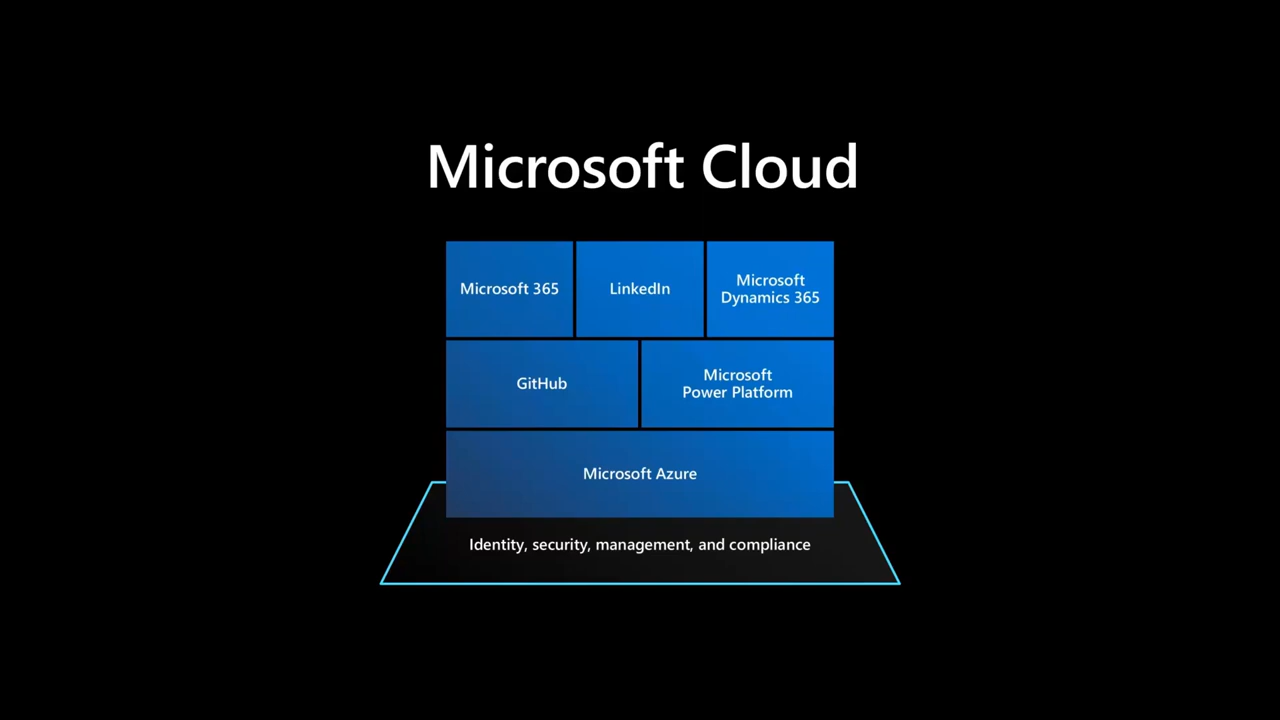 Microsoft Cloud
Microsoft 365
LinkedIn
Microsoft
Dynamics 365
GitHub
Microsoft
Power Platform
Microsoft Azure
Identity, security, management, and compliance